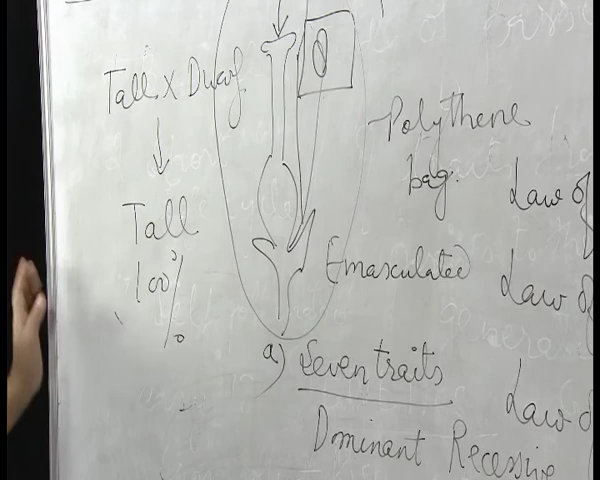 Tall x Dwarf
Tall
100%
Polythene
bag.
Emasculated
Law of
Law of
Law of
a) Seven traits
Dominant Recessive